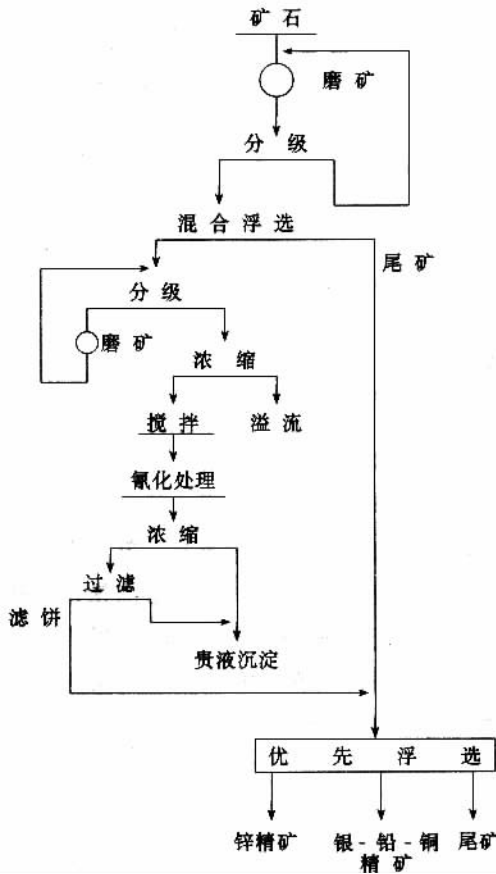 矿石
磨矿
分级
混合浮选
尾矿
分级
磨矿
浓缩
搅拌 溢流
氰化处理
浓缩
过滤
滤饼
贵液沉淀
优先浮选
锌精矿 银-铅-铜 尾矿
精矿